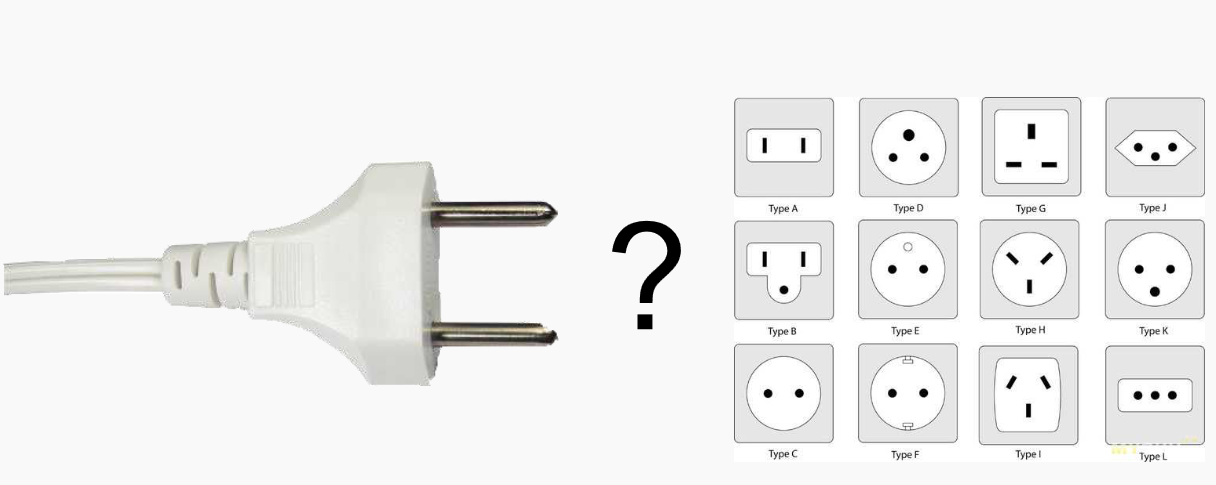 ?
Type A
Type D
Type G
Type J
Type B
Type E
Type H
Type K
Type C
Type F
Type I
Type L